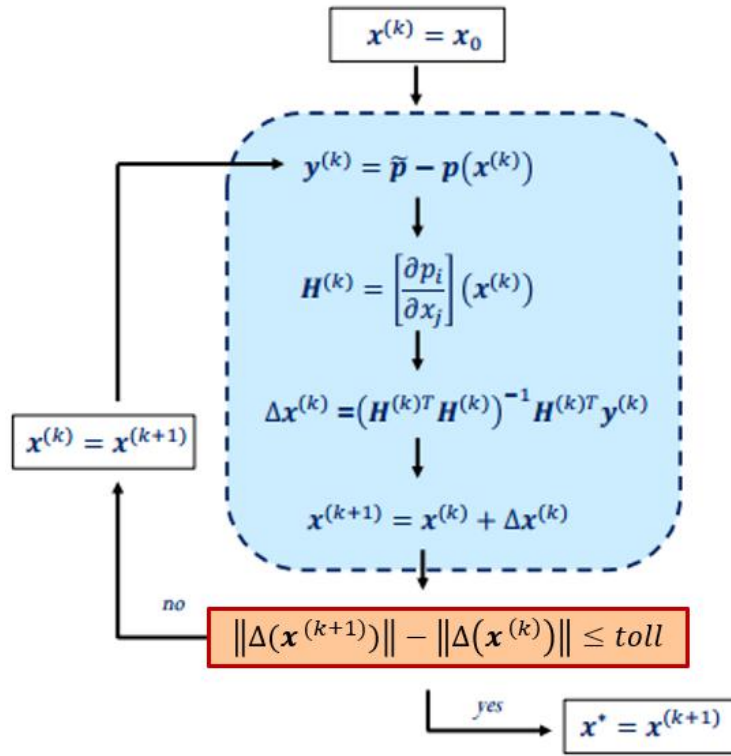 x^(k) = x_0
y^(k) = p̃ − p(x^(k))
H^(k) = [∂p_i/∂x_j] (x^(k))
Δx^(k) =(H^(k)T H^(k))^−1 H^(k)T y^(k)
x^(k) = x^(k+1)
x^(k+1) = x^(k) + Δx^(k)
no
‖Δ(x^(k+1))‖ − ‖Δ(x^(k))‖ ≤ toll
yes
x^* = x^(k+1)